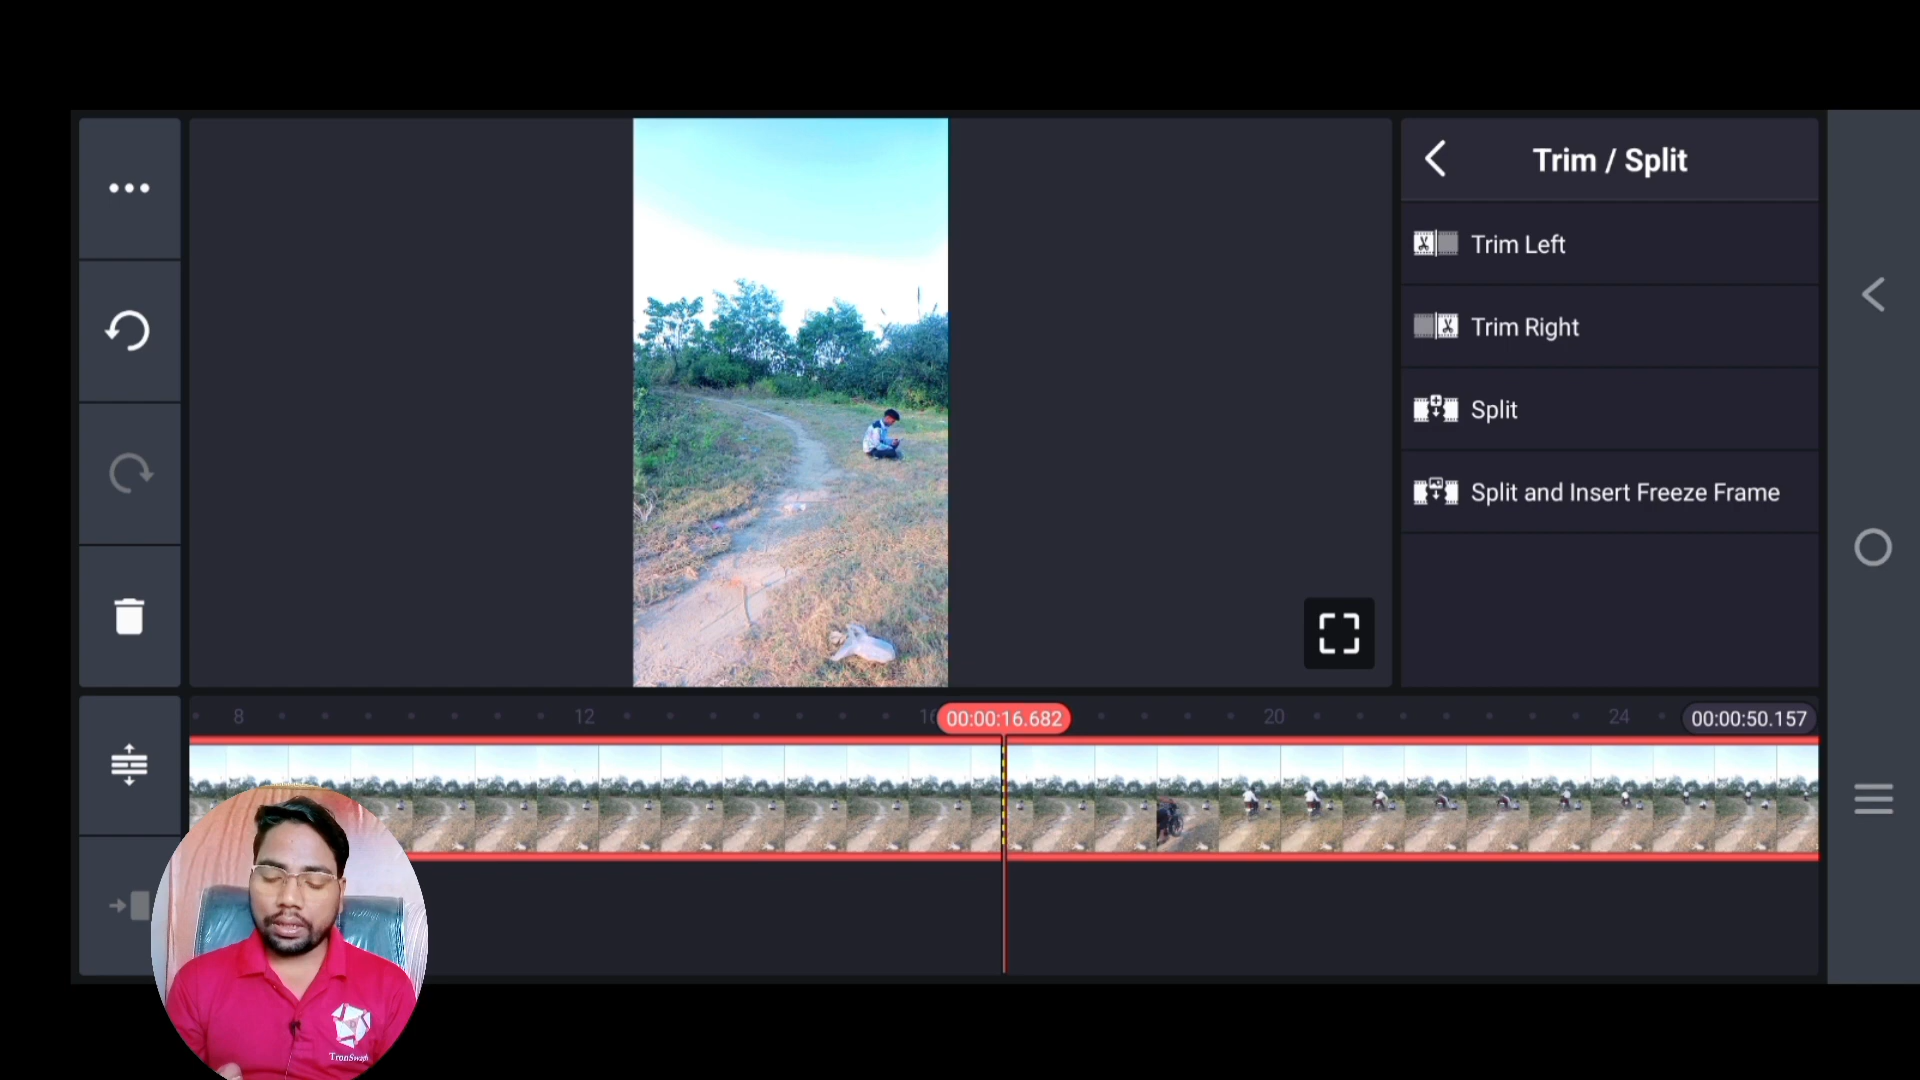 Trim / Split
Trim Left
Trim Right
Split
Split and Insert Freeze Frame
8
12
16
00:00:16.682
20
24
00:00:50.157
TronSwap